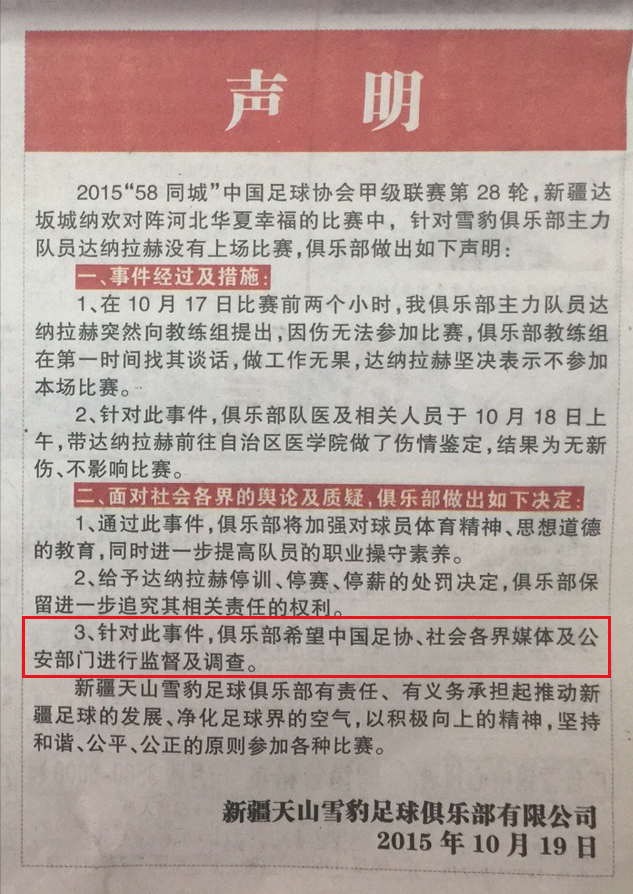 声 明
2015“58 同城”中国足球协会甲级联赛第 28 轮，新疆达
坂城纳欢对阵河北华夏幸福的比赛中，针对雪豹俱乐部主力
队员达纳拉赫没有上场比赛，俱乐部做出如下声明：
一、事件经过及措施：
1、在 10 月 17 日比赛前两个小时，我俱乐部主力队员达
纳拉赫突然向教练组提出，因伤无法参加比赛，俱乐部教练组
在第一时间找其谈话，做工作无果，达纳拉赫坚决表示不参加
本场比赛。
2、针对此事件，俱乐部队医及相关人员于 10 月 18 日上
午，带达纳拉赫前往自治区医学院做了伤情鉴定，结果为无新
伤、不影响比赛。
二、面对社会各界的舆论及质疑，俱乐部做出如下决定：
1、通过此事件，俱乐部将加强对球员体育精神、思想道德
的教育，同时进一步提高队员的职业操守素养。
2、给予达纳拉赫停训、停赛、停薪的处罚决定，俱乐部保
留进一步追究其相关责任的权利。
3、针对此事件，俱乐部希望中国足协、社会各界媒体及公
安部门进行监督及调查。
新疆天山雪豹足球俱乐部有责任、有义务承担起推动新
疆足球的发展、净化足球界的空气，以积极向上的精神，坚持
和谐、公平、公正的原则参加各种比赛。
新疆天山雪豹足球俱乐部有限公司
2015 年 10 月 19 日